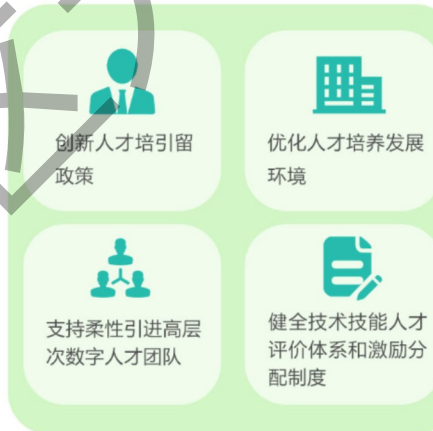 创新人才培引留
政策
优化人才培养发展
环境
支持柔性引进高层
次数字人才团队
健全技术技能人才
评价体系和激励分
配制度